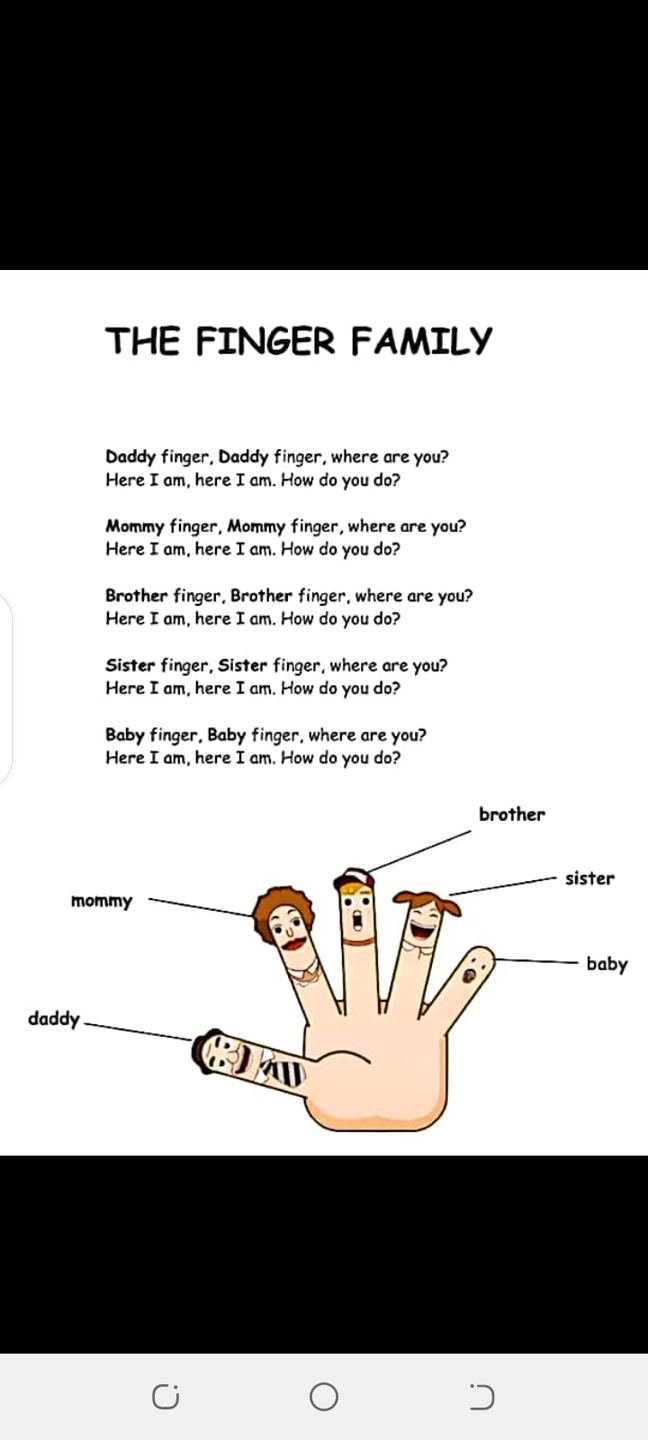 THE FINGER FAMILY
Daddy finger, Daddy finger, where are you?
Here I am, here I am. How do you do?
Mommy finger, Mommy finger, where are you?
Here I am, here I am. How do you do?
Brother finger, Brother finger, where are you?
Here I am, here I am. How do you do?
Sister finger, Sister finger, where are you?
Here I am, here I am. How do you do?
Baby finger, Baby finger, where are you?
Here I am, here I am. How do you do?
brother
sister
mommy
baby
daddy